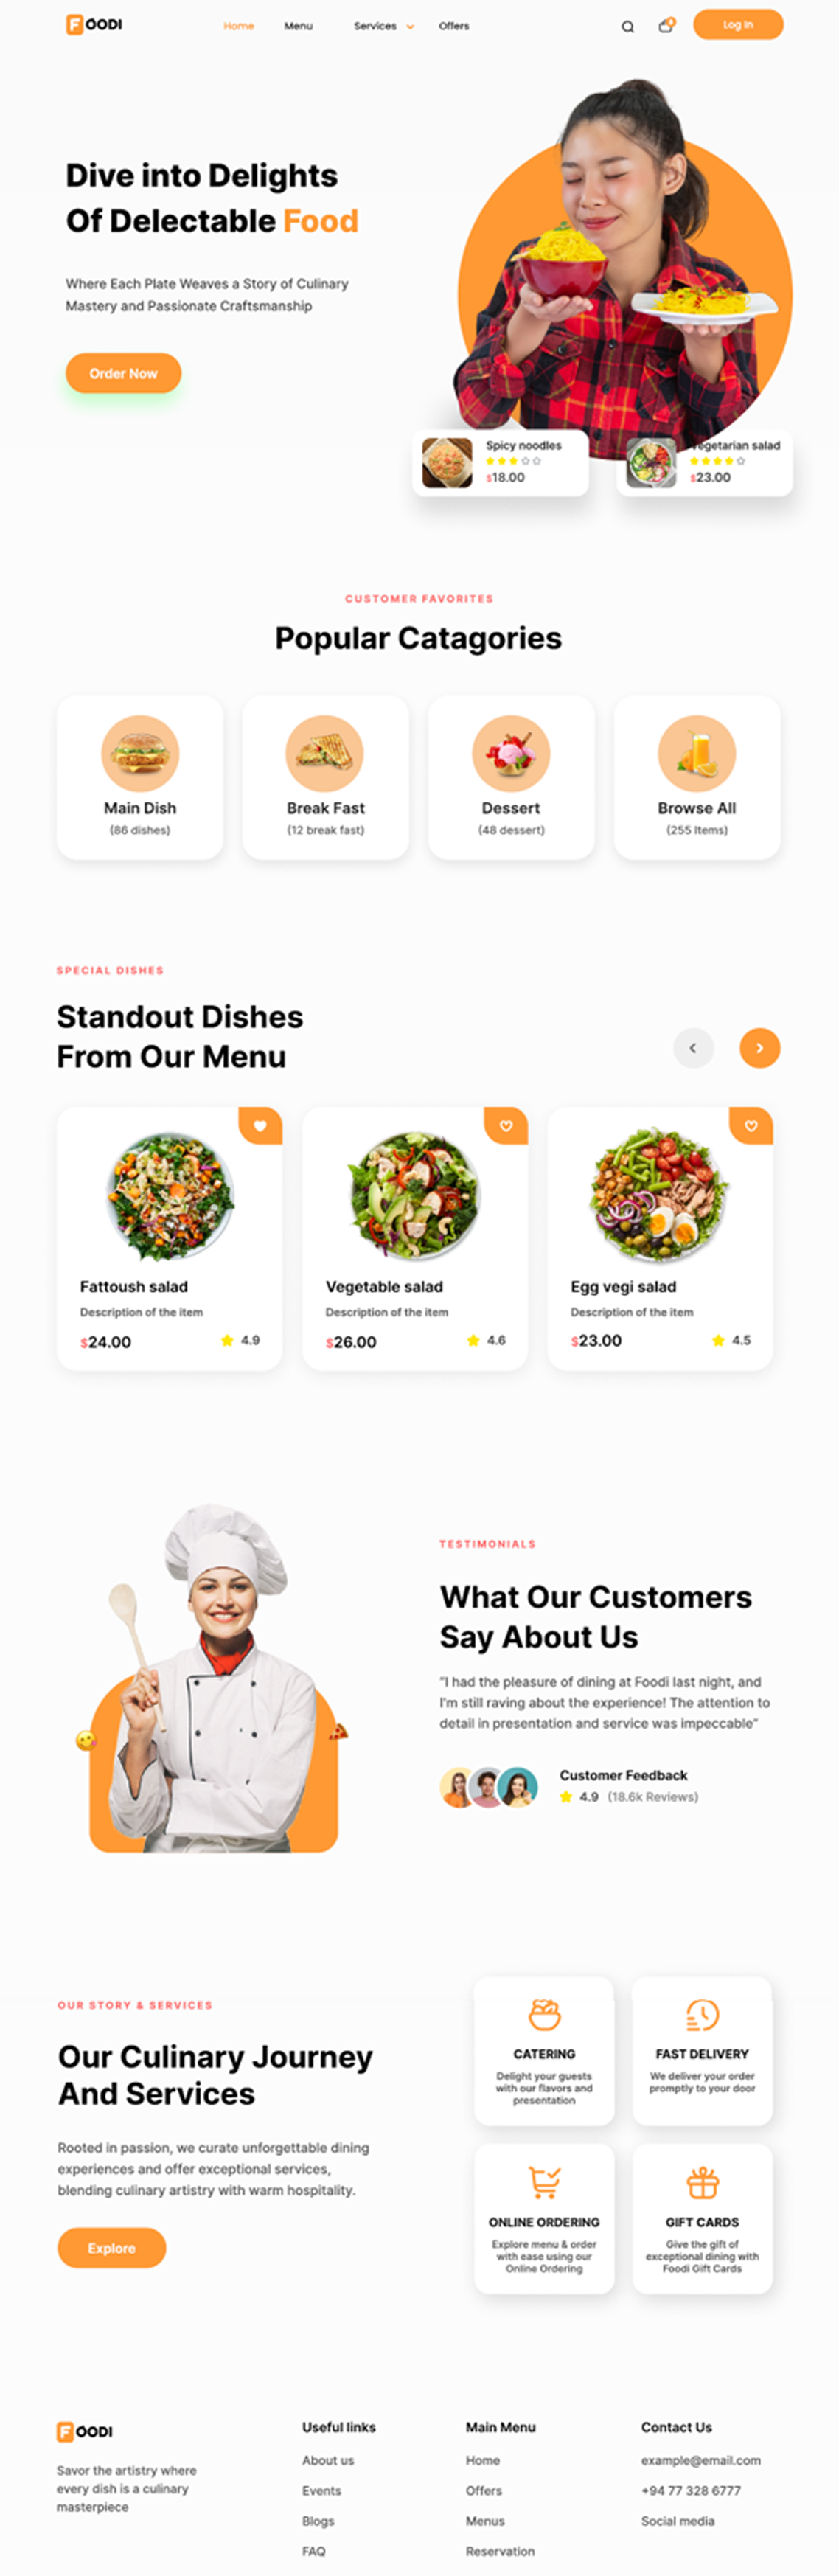 FOODI
Home
Menu
Services
Offers
Log In
Dive into Delights
Of Delectable Food
Where Each Plate Weaves a Story of Culinary
Mastery and Passionate Craftsmanship
Order Now
Spicy noodles
$18.00
Vegetarian salad
$23.00
CUSTOMER FAVORITES
Popular Catagories
Main Dish
(86 dishes)
Break Fast
(12 break fast)
Dessert
(48 dessert)
Browse All
(255 Items)
SPECIAL DISHES
Standout Dishes
From Our Menu
Fattoush salad
Description of the item
$24.00
4.9
Vegetable salad
Description of the item
$26.00
4.6
Egg vegi salad
Description of the item
$23.00
4.5
TESTIMONIALS
What Our Customers
Say About Us
“I had the pleasure of dining at Foodi last night, and
I'm still raving about the experience! The attention to
detail in presentation and service was impeccable”
Customer Feedback
4.9 (18.6k Reviews)
OUR STORY & SERVICES
Our Culinary Journey
And Services
Rooted in passion, we curate unforgettable dining
experiences and offer exceptional services,
blending culinary artistry with warm hospitality.
Explore
CATERING
Delight your guests
with our flavors and
presentation
FAST DELIVERY
We deliver your order
promptly to your door
ONLINE ORDERING
Explore menu & order
with ease using our
Online Ordering
GIFT CARDS
Give the gift of
exceptional dining with
Foodi Gift Cards
FOODI
Savor the artistry where
every dish is a culinary
masterpiece
Useful links
About us
Events
Blogs
FAQ
Main Menu
Home
Offers
Menus
Reservation
Contact Us
example@email.com
+94 77 328 6777
Social media